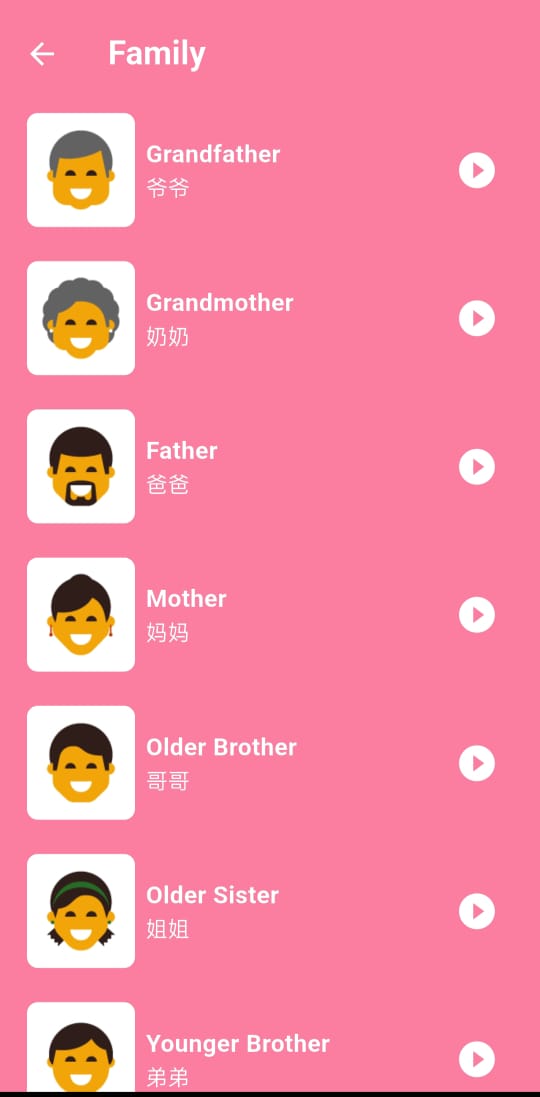 Family
Grandfather
爷爷
Grandmother
奶奶
Father
爸爸
Mother
妈妈
Older Brother
哥哥
Older Sister
姐姐
Younger Brother
弟弟